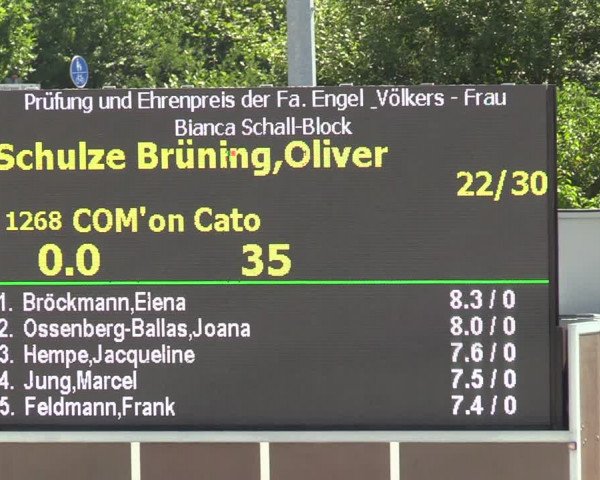 Prüfung und Ehrenpreis der Fa. Engel_Völkers - Frau
Bianca Schall-Block
Schulze Brüning,Oliver
22/30
1268 COM'on Cato
0.0 35
1. Bröckmann,Elena 8.3 / 0
2. Ossenberg-Ballas,Joana 8.0 / 0
3. Hempe,Jacqueline 7.6 / 0
4. Jung,Marcel 7.5 / 0
5. Feldmann,Frank 7.4 / 0